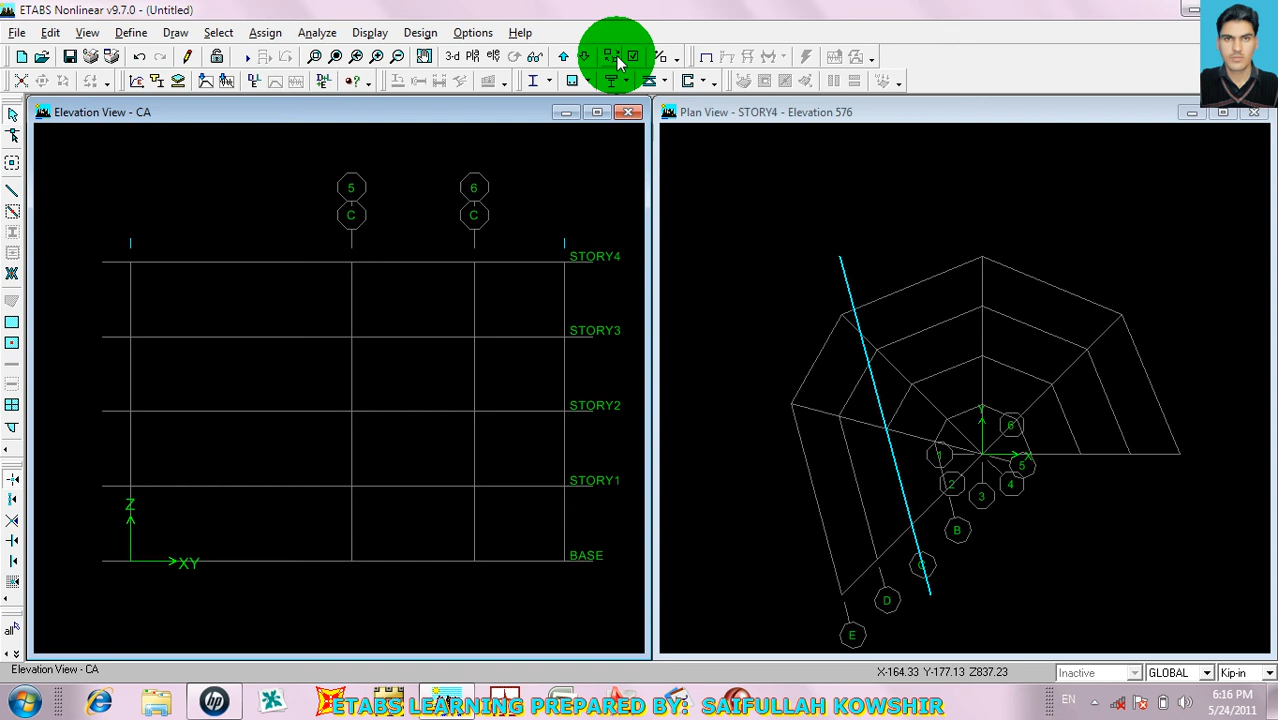 ETABS Nonlinear v9.7.0 - (Untitled)
File Edit View Define Draw Select Assign Analyze Display Design Options Help
3-d
Elevation View - CA
Plan View - STORY4 - Elevation 576
5 6
C C
STORY4
STORY3
STORY2
STORY1
BASE
Z
XY
Y
X
6
1
5
2
4
3
B
C
D
E
all
Elevation View - CA
X-164.33 Y-177.13 Z837.23
Inactive
GLOBAL
Kip-in
ETABS LEARNING PREPARED BY: SAIFULLAH KOWSHIR
EN
6:16 PM
5/24/2011